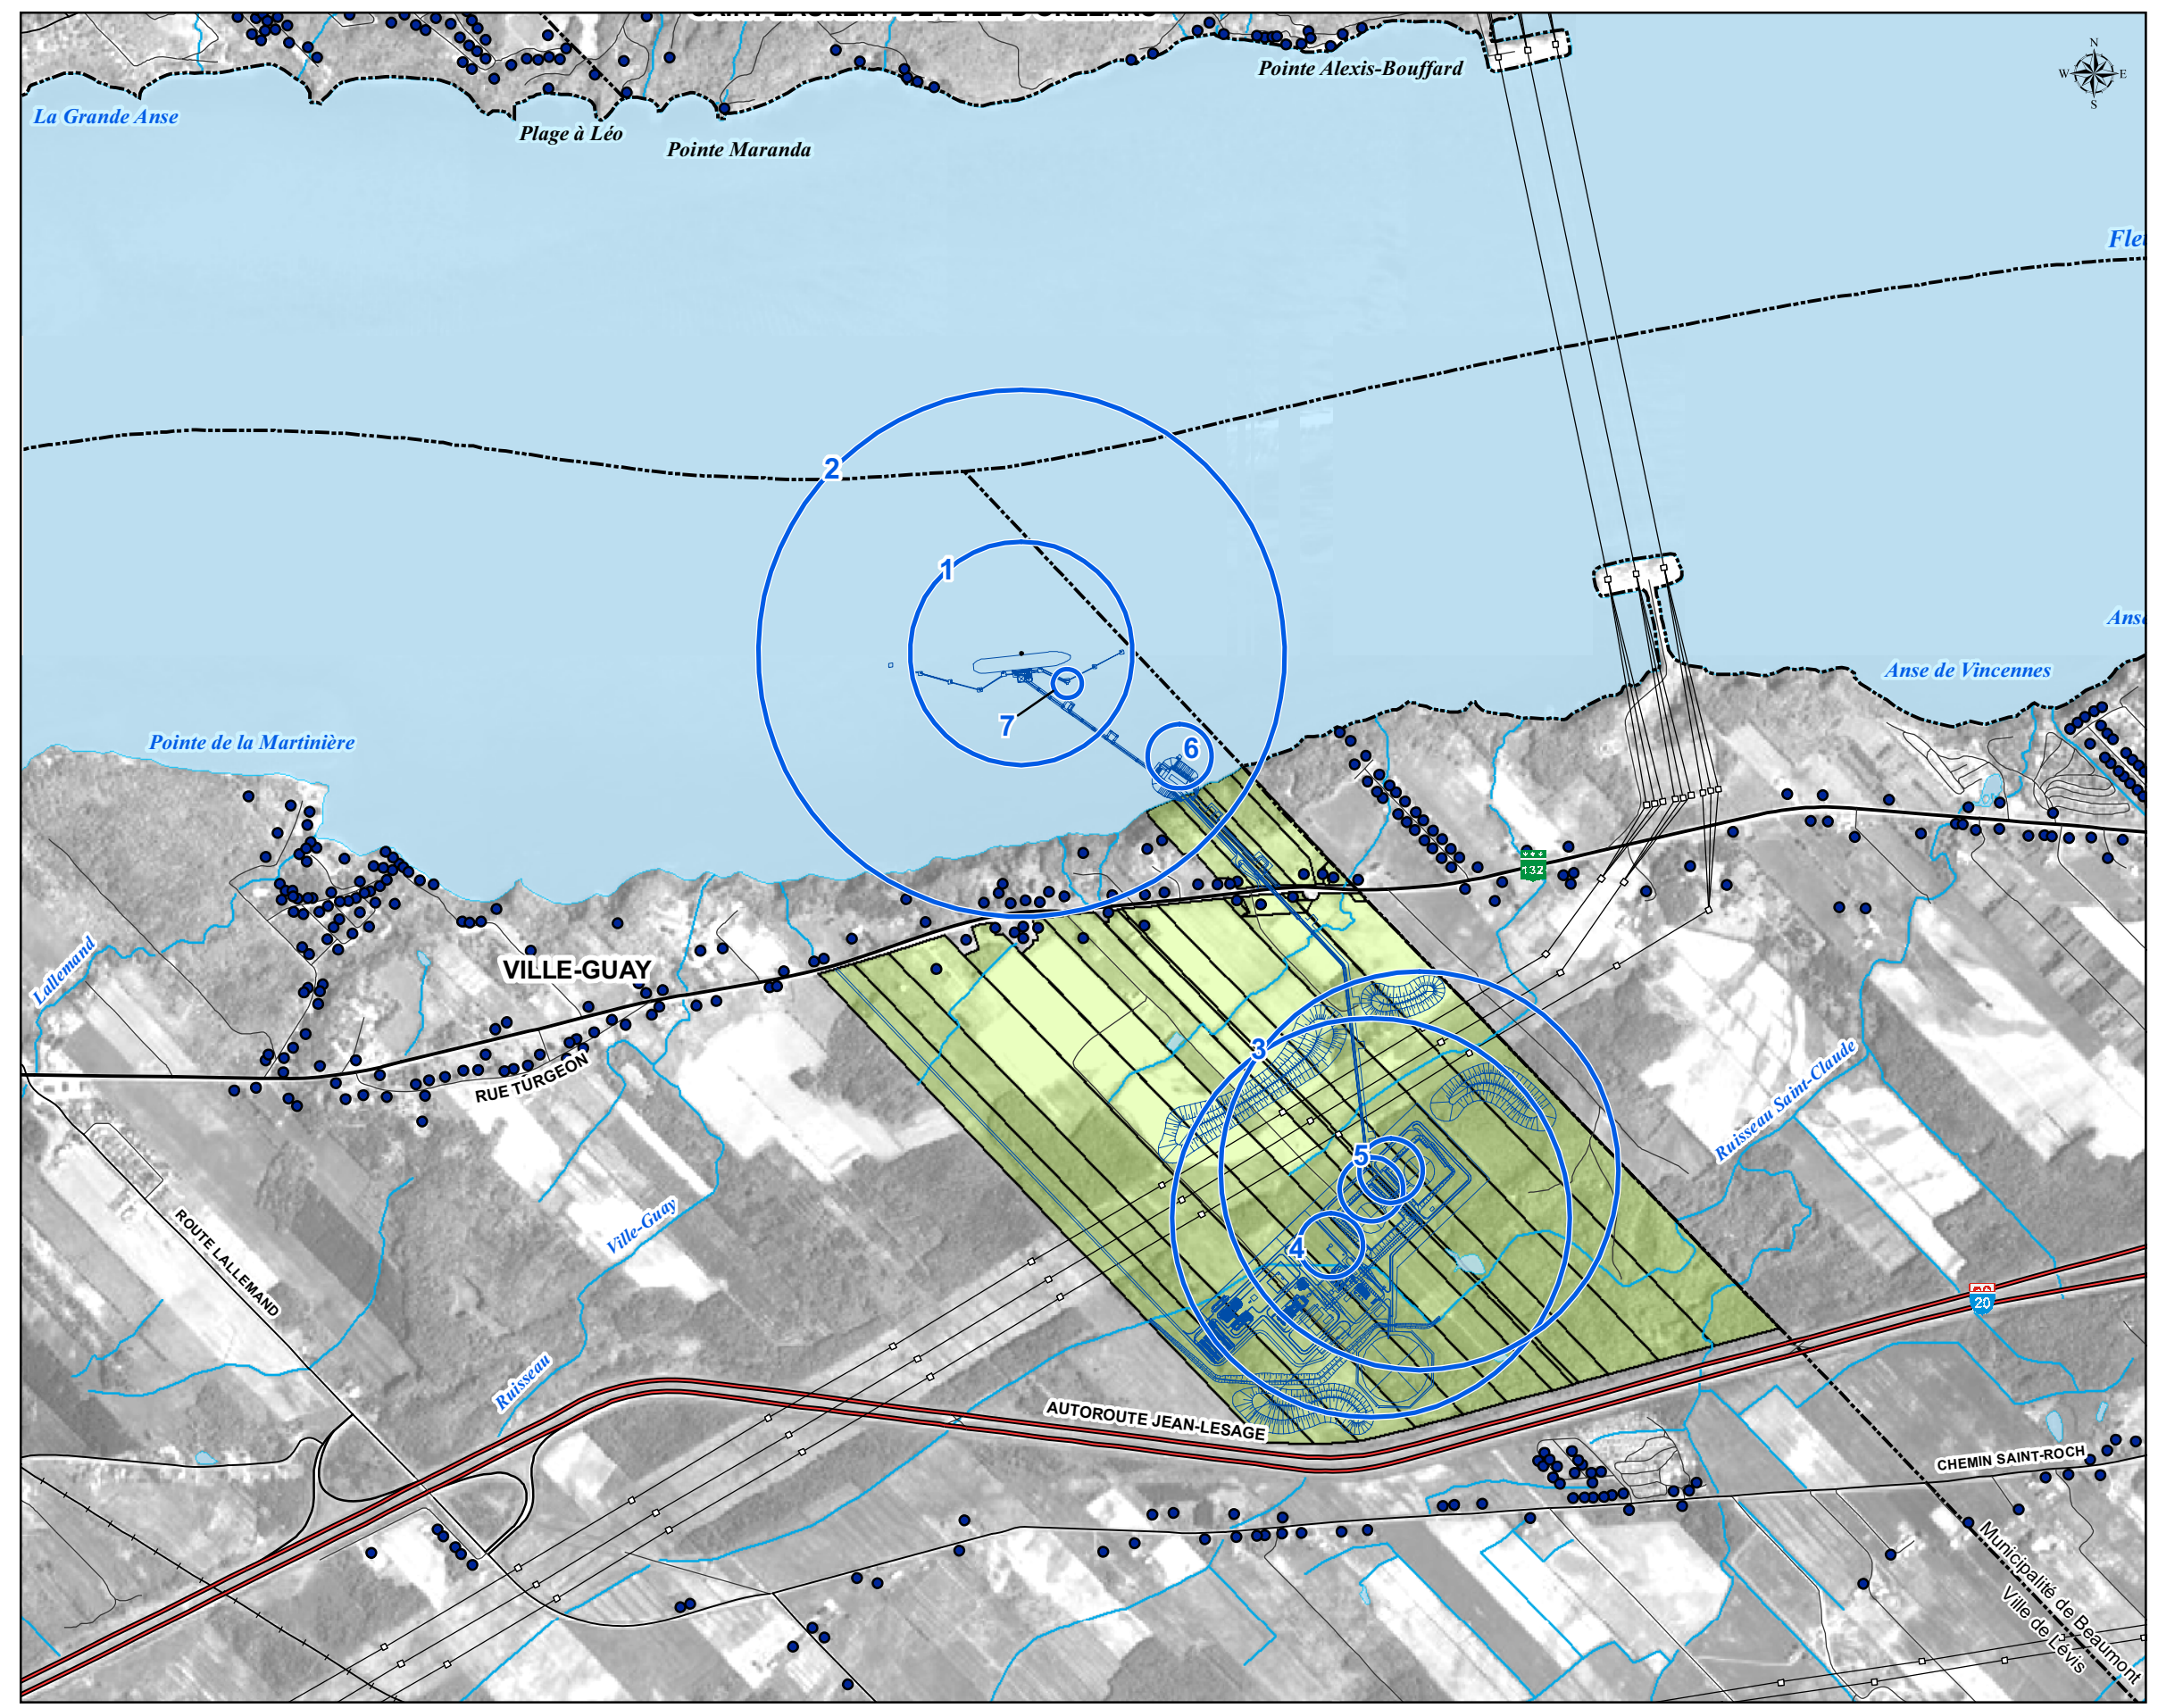 N
W E
S
Pointe Alexis-Bouffard
La Grande Anse
Plage à Léo
Pointe Maranda
2
1
7
6
Anse de Vincennes
Pointe de la Martinière
132
VILLE-GUAY
Lallemand
RUE TURGEON
3
Ruisseau Saint-Claude
5
4
ROUTE LALLEMAND
Ville-Guay
Ruisseau
20
AUTOROUTE JEAN-LESAGE
CHEMIN SAINT-ROCH
Municipalité de Beaumont
Ville de Lévis